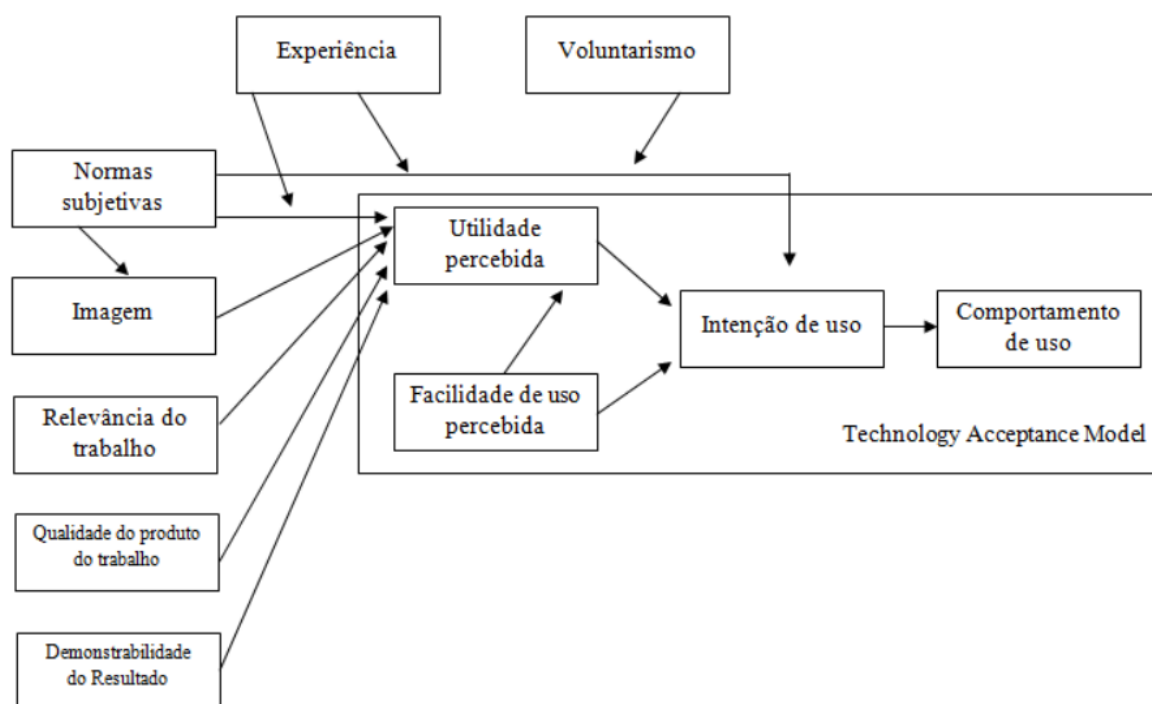 Experiência
Voluntarismo
Normas
subjetivas
Utilidade
percebida
Imagem
Intenção de uso
Comportamento
de uso
Facilidade de uso
percebida
Relevância do
trabalho
Technology Acceptance Model
Qualidade do produto
do trabalho
Demonstrabilidade
do Resultado